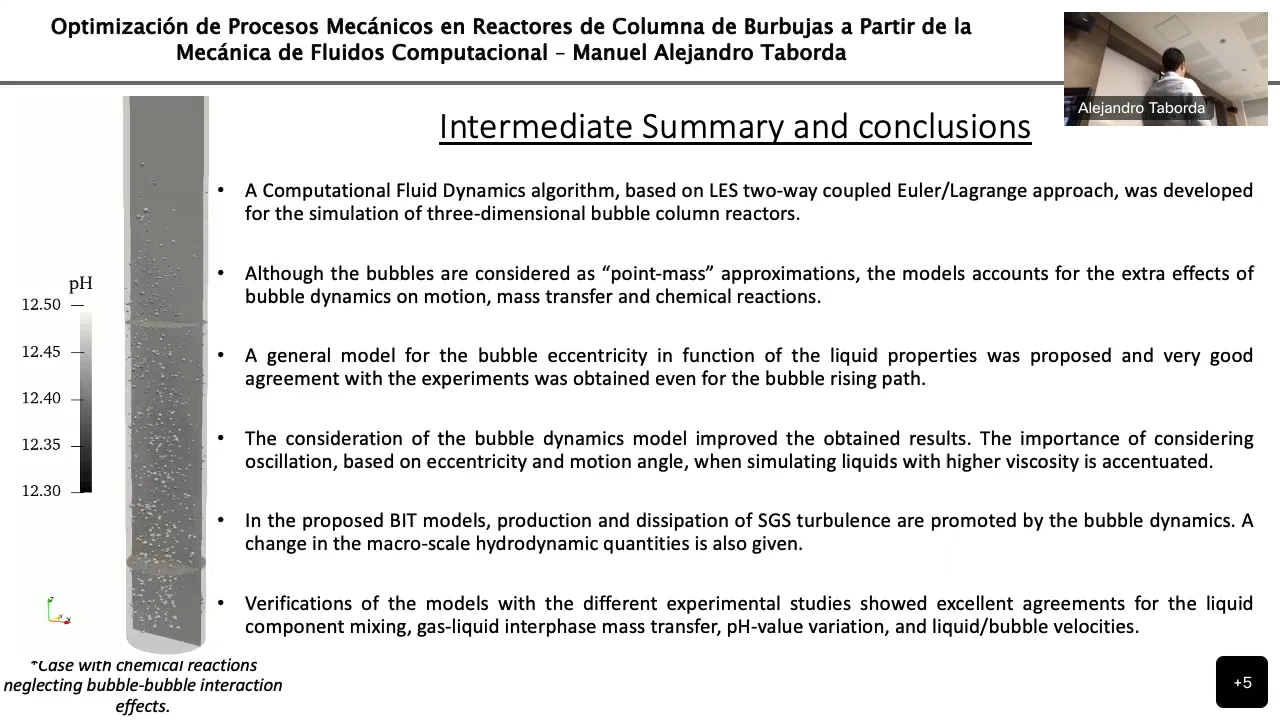 Optimización de Procesos Mecánicos en Reactores de Columna de Burbujas a Partir de la
Mecánica de Fluidos Computacional – Manuel Alejandro Taborda
Alejandro Taborda
Intermediate Summary and conclusions
• A Computational Fluid Dynamics algorithm, based on LES two-way coupled Euler/Lagrange approach, was developed
for the simulation of three-dimensional bubble column reactors.
• Although the bubbles are considered as “point-mass” approximations, the models accounts for the extra effects of
bubble dynamics on motion, mass transfer and chemical reactions.
• A general model for the bubble eccentricity in function of the liquid properties was proposed and very good
agreement with the experiments was obtained even for the bubble rising path.
• The consideration of the bubble dynamics model improved the obtained results. The importance of considering
oscillation, based on eccentricity and motion angle, when simulating liquids with higher viscosity is accentuated.
• In the proposed BIT models, production and dissipation of SGS turbulence are promoted by the bubble dynamics. A
change in the macro-scale hydrodynamic quantities is also given.
• Verifications of the models with the different experimental studies showed excellent agreements for the liquid
component mixing, gas-liquid interphase mass transfer, pH-value variation, and liquid/bubble velocities.
pH
12.50
12.45
12.40
12.35
12.30
*Case with chemical reactions
neglecting bubble-bubble interaction
effects.
+5